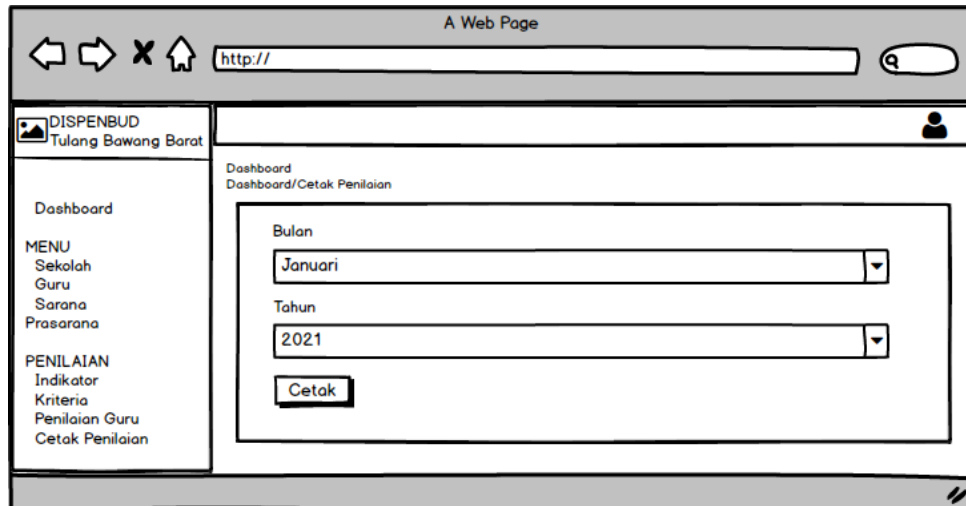 A Web Page
http://
DISPENBUD
Tulang Bawang Barat
Dashboard
MENU
Sekolah
Guru
Sarana
Prasarana
PENILAIAN
Indikator
Kriteria
Penilaian Guru
Cetak Penilaian
Dashboard
Dashboard/Cetak Penilaian
Bulan
Januari
Tahun
2021
Cetak